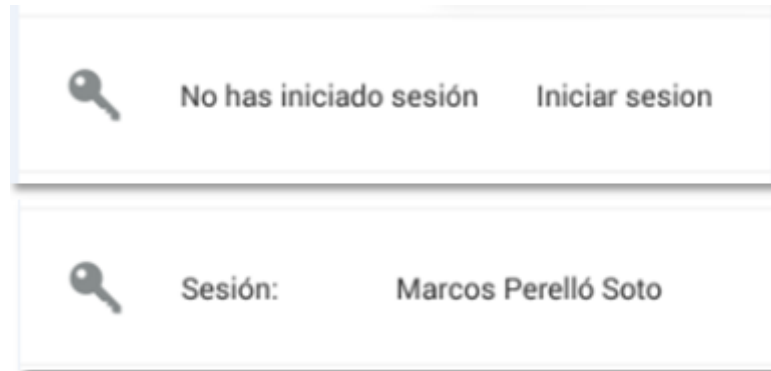 No has iniciado sesión Iniciar sesion
Sesión: Marcos Perelló Soto